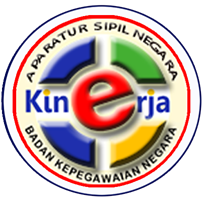 APARATUR SIPIL NEGARA
Kinerja
BADAN KEPEGAWAIAN NEGARA